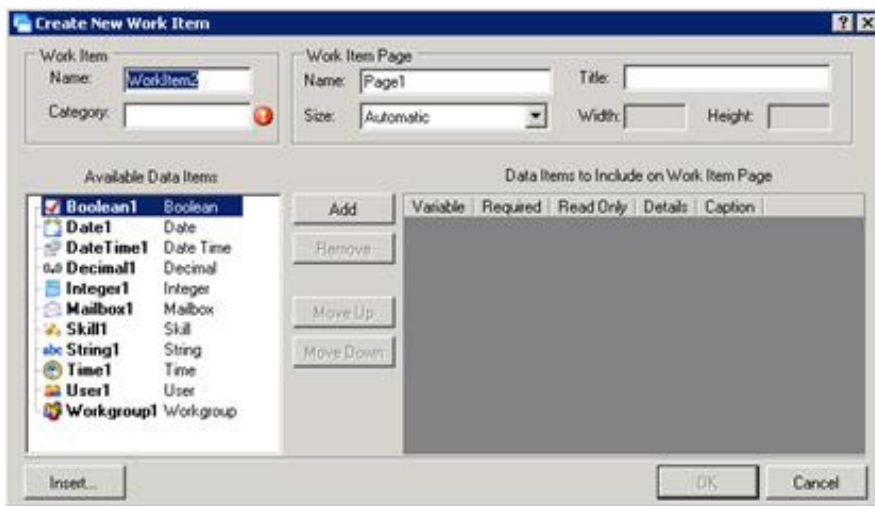 Create New Work Item
Work Item
Name: WorkItem2
Category:
Work Item Page
Name: Page1 Title:
Size: Automatic Width: Height:
Available Data Items
Boolean1 Boolean
Date1 Date
DateTime1 Date Time
0.0 Decimal1 Decimal
Integer1 Integer
Mailbox1 Mailbox
Skill1 Skill
abc String1 String
Time1 Time
User1 User
Workgroup1 Workgroup
Add
Remove
Move Up
Move Down
Data Items to Include on Work Item Page
Variable Required Read Only Details Caption
Insert...
OK Cancel